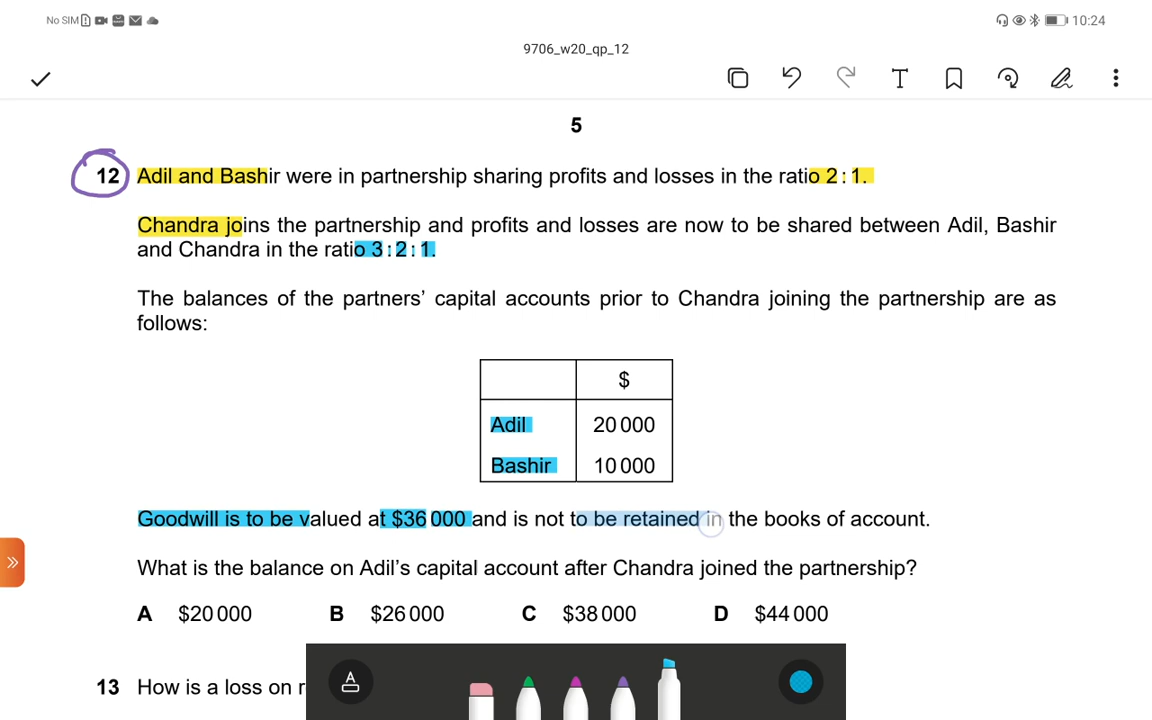 No SIM 10:24
9706_w20_qp_12
5
12 Adil and Bashir were in partnership sharing profits and losses in the ratio 2 : 1.
Chandra joins the partnership and profits and losses are now to be shared between Adil, Bashir
and Chandra in the ratio 3 : 2 : 1.
The balances of the partners’ capital accounts prior to Chandra joining the partnership are as
follows:
$
Adil 20 000
Bashir 10 000
Goodwill is to be valued at $36 000 and is not to be retained in the books of account.
What is the balance on Adil’s capital account after Chandra joined the partnership?
A $20 000 B $26 000 C $38 000 D $44 000
13 How is a loss on r